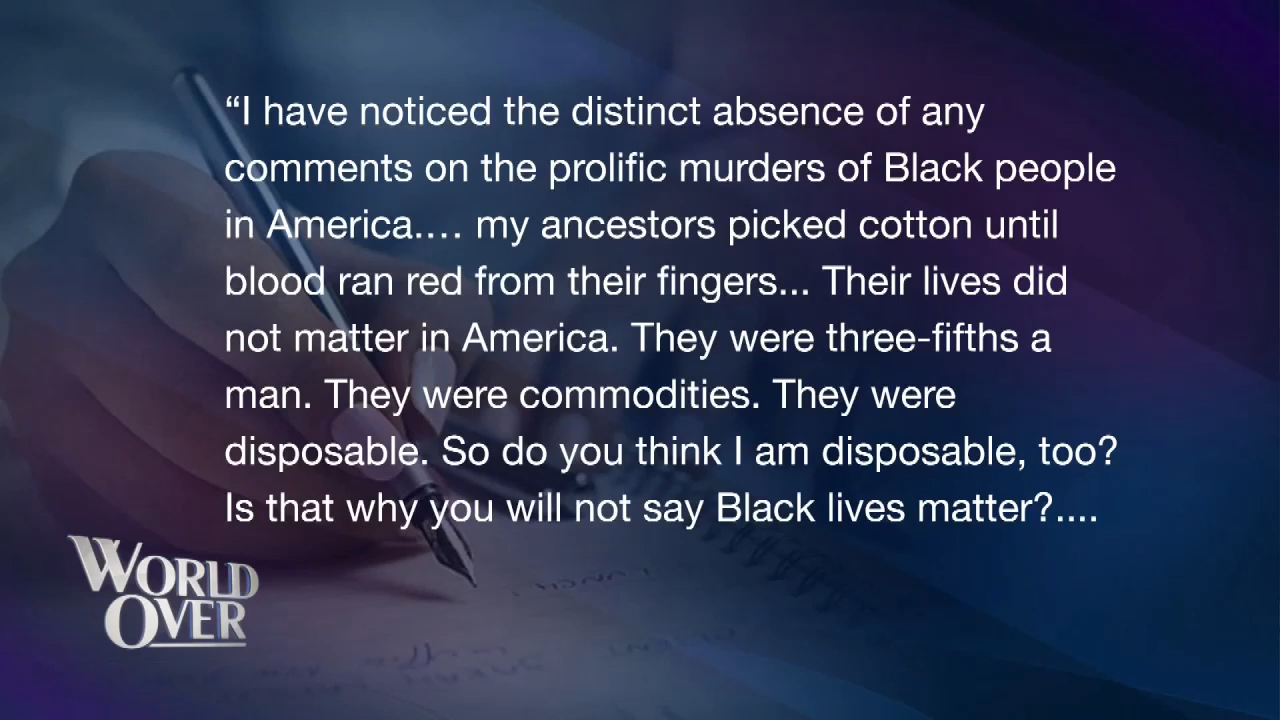 “I have noticed the distinct absence of any
comments on the prolific murders of Black people
in America.... my ancestors picked cotton until
blood ran red from their fingers... Their lives did
not matter in America. They were three-fifths a
man. They were commodities. They were
disposable. So do you think I am disposable, too?
Is that why you will not say Black lives matter?....
WORLD
OVER